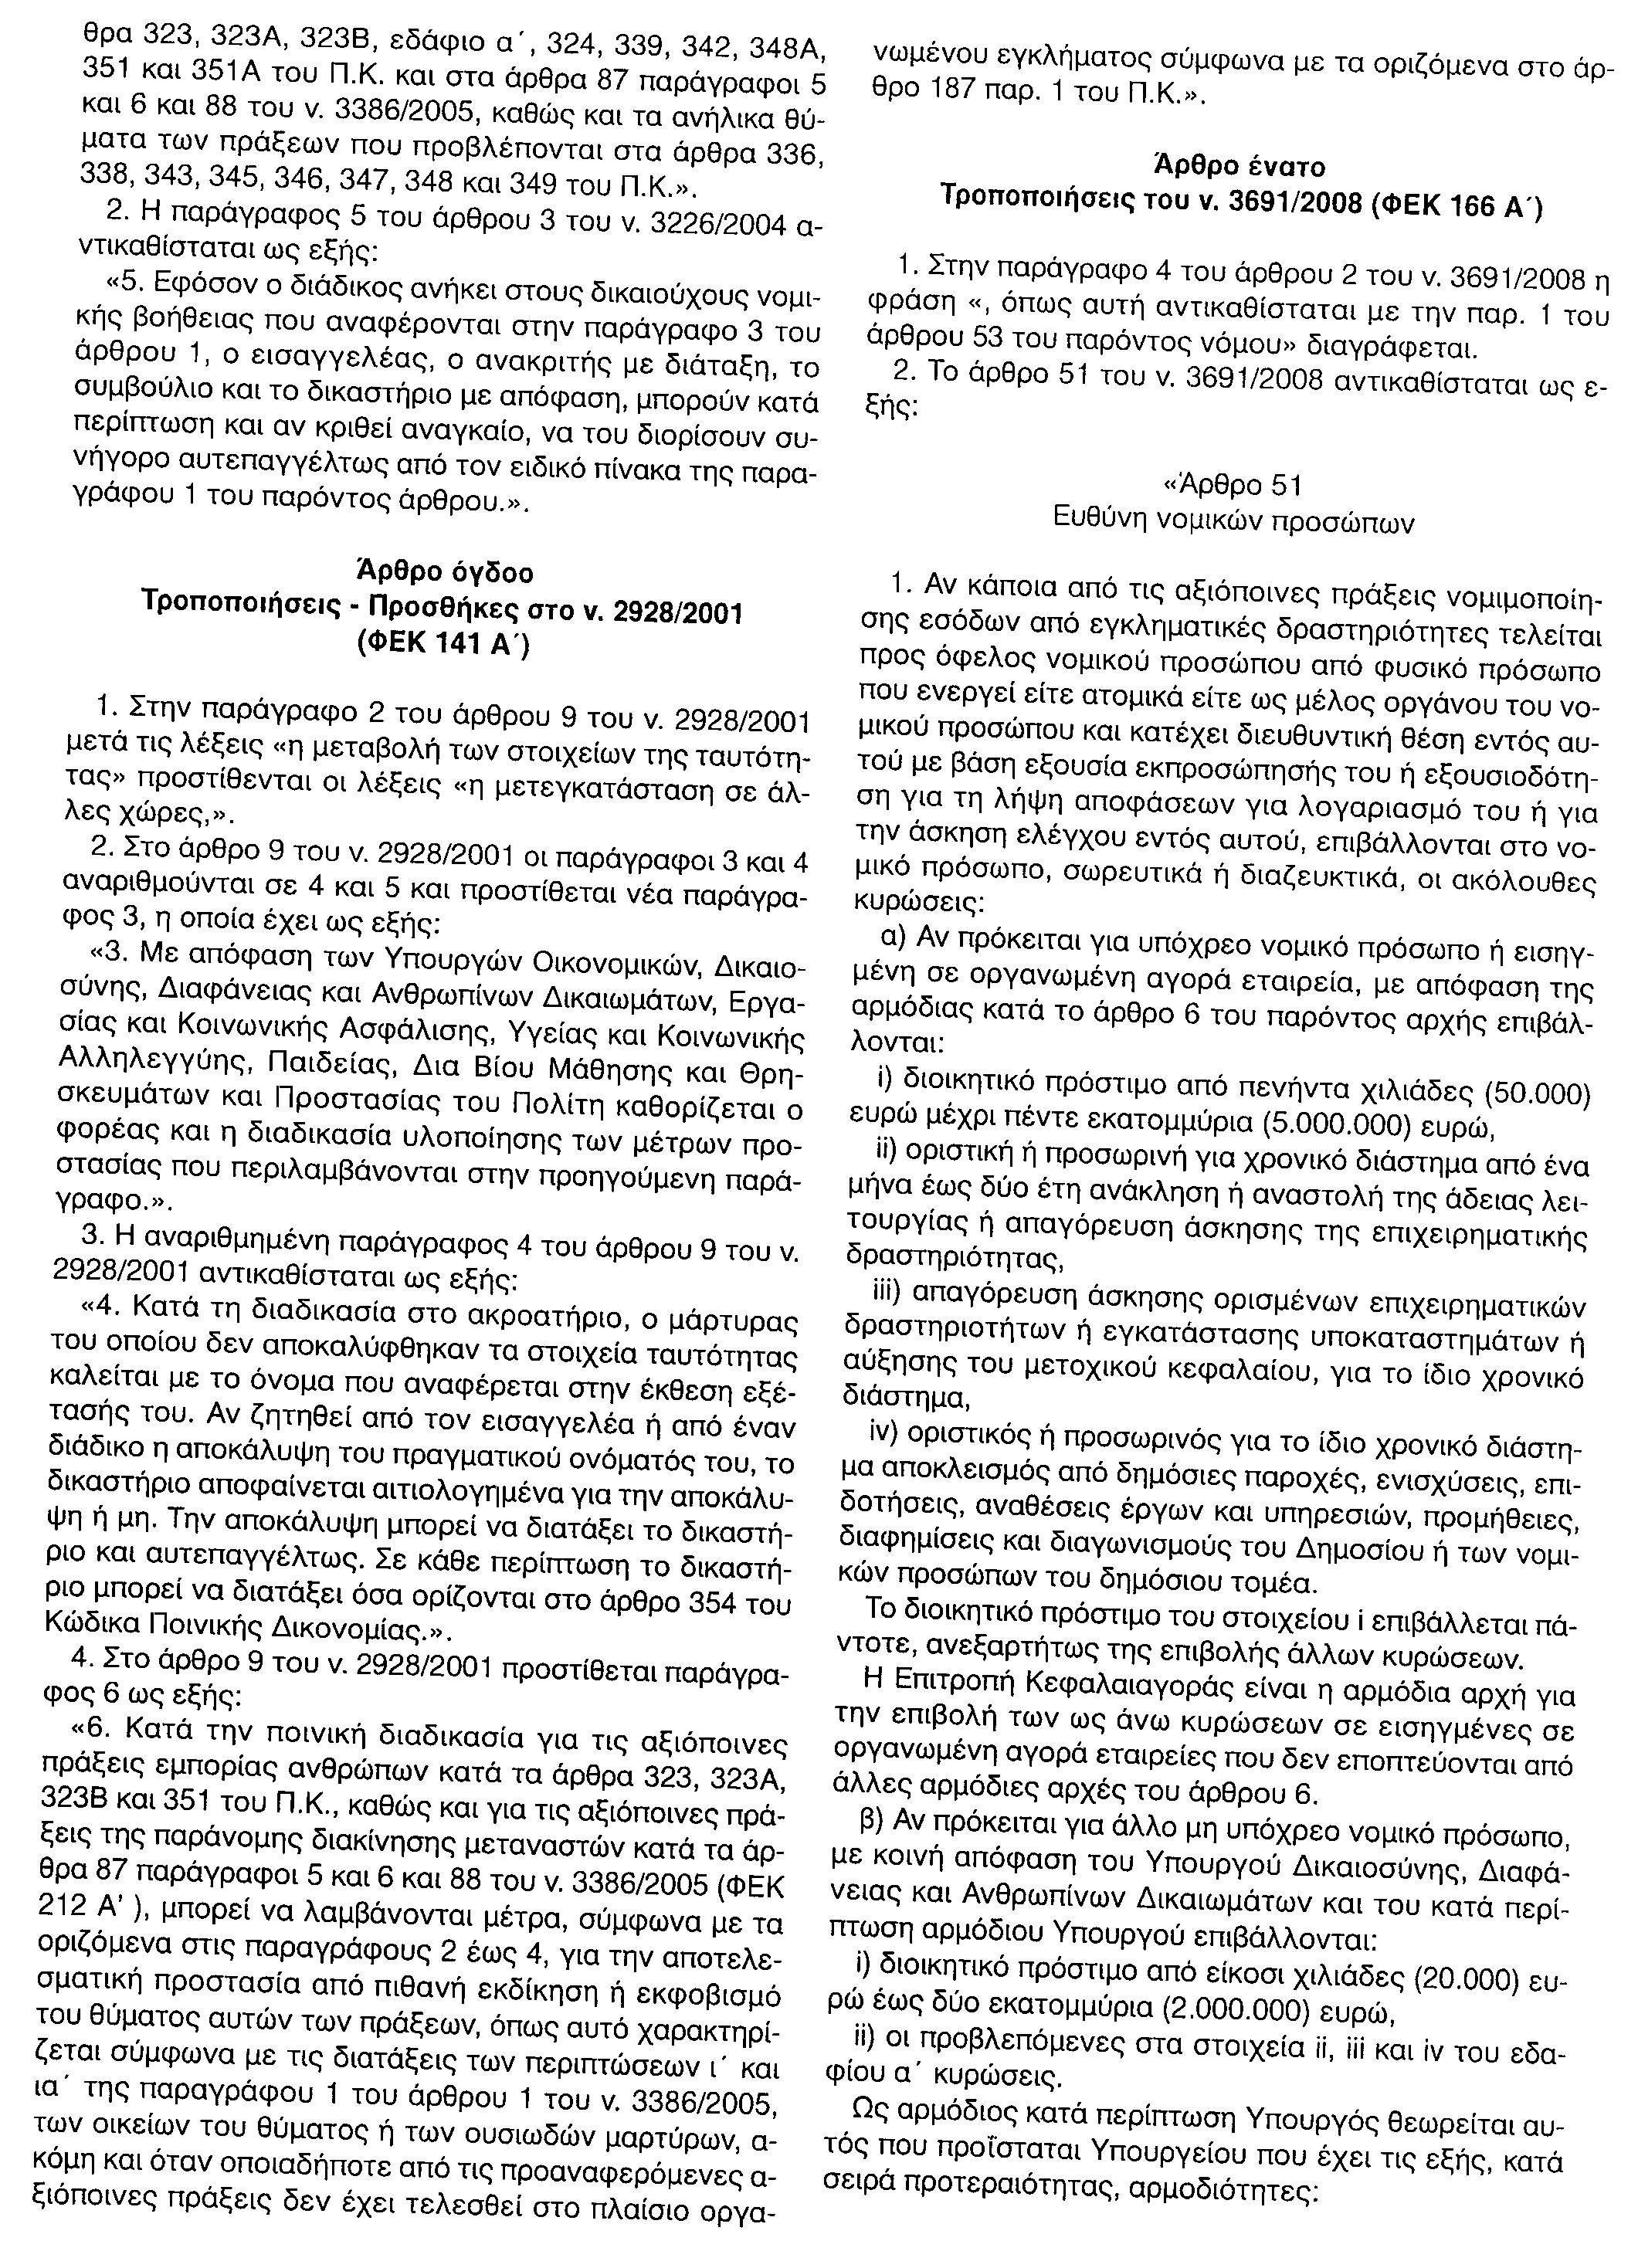 θρα 323, 323Α, 323Β, εδάφιο α΄, 324, 339, 342, 348Α,
351 και 351Α του Π.Κ. και στα άρθρα 87 παράγραφοι 5
και 6 και 88 του ν. 3386/2005, καθώς και τα ανήλικα θύ-
ματα των πράξεων που προβλέπονται στα άρθρα 336,
338, 343, 345, 346, 347, 348 και 349 του Π.Κ.».
2. Η παράγραφος 5 του άρθρου 3 του ν. 3226/2004 α-
ντικαθίσταται ως εξής:
«5. Εφόσον ο διάδικος ανήκει στους δικαιούχους νομι-
κής βοήθειας που αναφέρονται στην παράγραφο 3 του
άρθρου 1, ο εισαγγελέας, ο ανακριτής με διάταξη, το
συμβούλιο και το δικαστήριο με απόφαση, μπορούν κατά
περίπτωση και αν κριθεί αναγκαίο, να του διορίσουν συ-
νήγορο αυτεπαγγέλτως από τον ειδικό πίνακα της παρα-
γράφου 1 του παρόντος άρθρου.».
Άρθρο όγδοο
Τροποποιήσεις - Προσθήκες στο ν. 2928/2001
(ΦΕΚ 141 Α΄)
1. Στην παράγραφο 2 του άρθρου 9 του ν. 2928/2001
μετά τις λέξεις «η μεταβολή των στοιχείων της ταυτότη-
τας» προστίθενται οι λέξεις «η μετεγκατάσταση σε άλ-
λες χώρες,».
2. Στο άρθρο 9 του ν. 2928/2001 οι παράγραφοι 3 και 4
αναριθμούνται σε 4 και 5 και προστίθεται νέα παράγρα-
φος 3, η οποία έχει ως εξής:
«3. Με απόφαση των Υπουργών Οικονομικών, Δικαιο-
σύνης, Διαφάνειας και Ανθρωπίνων Δικαιωμάτων, Εργα-
σίας και Κοινωνικής Ασφάλισης, Υγείας και Κοινωνικής
Αλληλεγγύης, Παιδείας, Δια Βίου Μάθησης και Θρη-
σκευμάτων και Προστασίας του Πολίτη καθορίζεται ο
φορέας και η διαδικασία υλοποίησης των μέτρων προ-
στασίας που περιλαμβάνονται στην προηγούμενη παρά-
γραφο.».
3. Η αναριθμημένη παράγραφος 4 του άρθρου 9 του ν.
2928/2001 αντικαθίσταται ως εξής:
«4. Κατά τη διαδικασία στο ακροατήριο, ο μάρτυρας
του οποίου δεν αποκαλύφθηκαν τα στοιχεία ταυτότητας
καλείται με το όνομα που αναφέρεται στην έκθεση εξέ-
τασής του. Αν ζητηθεί από τον εισαγγελέα ή από έναν
διάδικο η αποκάλυψη του πραγματικού ονόματός του, το
δικαστήριο αποφαίνεται αιτιολογημένα για την αποκάλυ-
ψη ή μη. Την αποκάλυψη μπορεί να διατάξει το δικαστή-
ριο και αυτεπαγγέλτως. Σε κάθε περίπτωση το δικαστή-
ριο μπορεί να διατάξει όσα ορίζονται στο άρθρο 354 του
Κώδικα Ποινικής Δικονομίας.».
4. Στο άρθρο 9 του ν. 2928/2001 προστίθεται παράγρα-
φος 6 ως εξής:
«6. Κατά την ποινική διαδικασία για τις αξιόποινες
πράξεις εμπορίας ανθρώπων κατά τα άρθρα 323, 323Α,
323Β και 351 του Π.Κ., καθώς και για τις αξιόποινες πρά-
ξεις της παράνομης διακίνησης μεταναστών κατά τα άρ-
θρα 87 παράγραφοι 5 και 6 και 88 του ν. 3386/2005 (ΦΕΚ
212 Α' ), μπορεί να λαμβάνονται μέτρα, σύμφωνα με τα
οριζόμενα στις παραγράφους 2 έως 4, για την αποτελε-
σματική προστασία από πιθανή εκδίκηση ή εκφοβισμό
του θύματος αυτών των πράξεων, όπως αυτό χαρακτηρί-
ζεται σύμφωνα με τις διατάξεις των περιπτώσεων ι΄ και
ια΄ της παραγράφου 1 του άρθρου 1 του ν. 3386/2005,
των οικείων του θύματος ή των ουσιωδών μαρτύρων, α-
κόμη και όταν οποιαδήποτε από τις προαναφερόμενες α-
ξιόποινες πράξεις δεν έχει τελεσθεί στο πλαίσιο οργα-
νωμένου εγκλήματος σύμφωνα με τα οριζόμενα στο άρ-
θρο 187 παρ. 1 του Π.Κ.».
Άρθρο ένατο
Τροποποιήσεις του ν. 3691/2008 (ΦΕΚ 166 Α΄)
1. Στην παράγραφο 4 του άρθρου 2 του ν. 3691/2008 η
φράση «, όπως αυτή αντικαθίσταται με την παρ. 1 του
άρθρου 53 του παρόντος νόμου» διαγράφεται.
2. Το άρθρο 51 του ν. 3691/2008 αντικαθίσταται ως ε-
ξής:
«Άρθρο 51
Ευθύνη νομικών προσώπων
1. Αν κάποια από τις αξιόποινες πράξεις νομιμοποίη-
σης εσόδων από εγκληματικές δραστηριότητες τελείται
προς όφελος νομικού προσώπου από φυσικό πρόσωπο
που ενεργεί είτε ατομικά είτε ως μέλος οργάνου του νο-
μικού προσώπου και κατέχει διευθυντική θέση εντός αυ-
τού με βάση εξουσία εκπροσώπησής του ή εξουσιοδότη-
ση για τη λήψη αποφάσεων για λογαριασμό του ή για
την άσκηση ελέγχου εντός αυτού, επιβάλλονται στο νο-
μικό πρόσωπο, σωρευτικά ή διαζευκτικά, οι ακόλουθες
κυρώσεις:
α) Αν πρόκειται για υπόχρεο νομικό πρόσωπο ή εισηγ-
μένη σε οργανωμένη αγορά εταιρεία, με απόφαση της
αρμόδιας κατά το άρθρο 6 του παρόντος αρχής επιβάλ-
λονται:
i) διοικητικό πρόστιμο από πενήντα χιλιάδες (50.000)
ευρώ μέχρι πέντε εκατομμύρια (5.000.000) ευρώ,
ii) οριστική ή προσωρινή για χρονικό διάστημα από ένα
μήνα έως δύο έτη ανάκληση ή αναστολή της άδειας λει-
τουργίας ή απαγόρευση άσκησης της επιχειρηματικής
δραστηριότητας,
iii) απαγόρευση άσκησης ορισμένων επιχειρηματικών
δραστηριοτήτων ή εγκατάστασης υποκαταστημάτων ή
αύξησης του μετοχικού κεφαλαίου, για το ίδιο χρονικό
διάστημα,
iv) οριστικός ή προσωρινός για το ίδιο χρονικό διάστη-
μα αποκλεισμός από δημόσιες παροχές, ενισχύσεις, επι-
δοτήσεις, αναθέσεις έργων και υπηρεσιών, προμήθειες,
διαφημίσεις και διαγωνισμούς του Δημοσίου ή των νομι-
κών προσώπων του δημόσιου τομέα.
Το διοικητικό πρόστιμο του στοιχείου i επιβάλλεται πά-
ντοτε, ανεξαρτήτως της επιβολής άλλων κυρώσεων.
Η Επιτροπή Κεφαλαιαγοράς είναι η αρμόδια αρχή για
την επιβολή των ως άνω κυρώσεων σε εισηγμένες σε
οργανωμένη αγορά εταιρείες που δεν εποπτεύονται από
άλλες αρμόδιες αρχές του άρθρου 6.
β) Αν πρόκειται για άλλο μη υπόχρεο νομικό πρόσωπο,
με κοινή απόφαση του Υπουργού Δικαιοσύνης, Διαφά-
νειας και Ανθρωπίνων Δικαιωμάτων και του κατά περί-
πτωση αρμόδιου Υπουργού επιβάλλονται:
i) διοικητικό πρόστιμο από είκοσι χιλιάδες (20.000) ευ-
ρώ έως δύο εκατομμύρια (2.000.000) ευρώ,
ii) οι προβλεπόμενες στα στοιχεία ii, iii και iv του εδα-
φίου α΄ κυρώσεις.
Ως αρμόδιος κατά περίπτωση Υπουργός θεωρείται αυ-
τός που προΐσταται Υπουργείου που έχει τις εξής, κατά
σειρά προτεραιότητας, αρμοδιότητες: